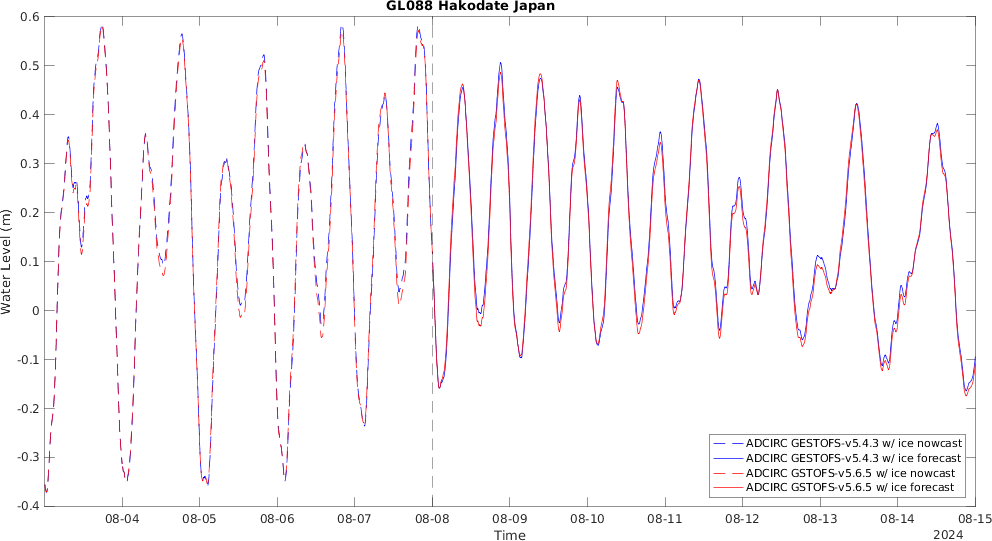 GL088 Hakodate Japan
0.6
0.5
0.4
0.3
0.2
0.1
0
-0.1
-0.2
-0.3
-0.4
Water Level (m)
ADCIRC GESTOFS-v5.4.3 w/ ice nowcast
ADCIRC GESTOFS-v5.4.3 w/ ice forecast
ADCIRC GSTOFS-v5.6.5 w/ ice nowcast
ADCIRC GSTOFS-v5.6.5 w/ ice forecast
08-04 08-05 08-06 08-07 08-08 08-09 08-10 08-11 08-12 08-13 08-14 08-15
Time
2024